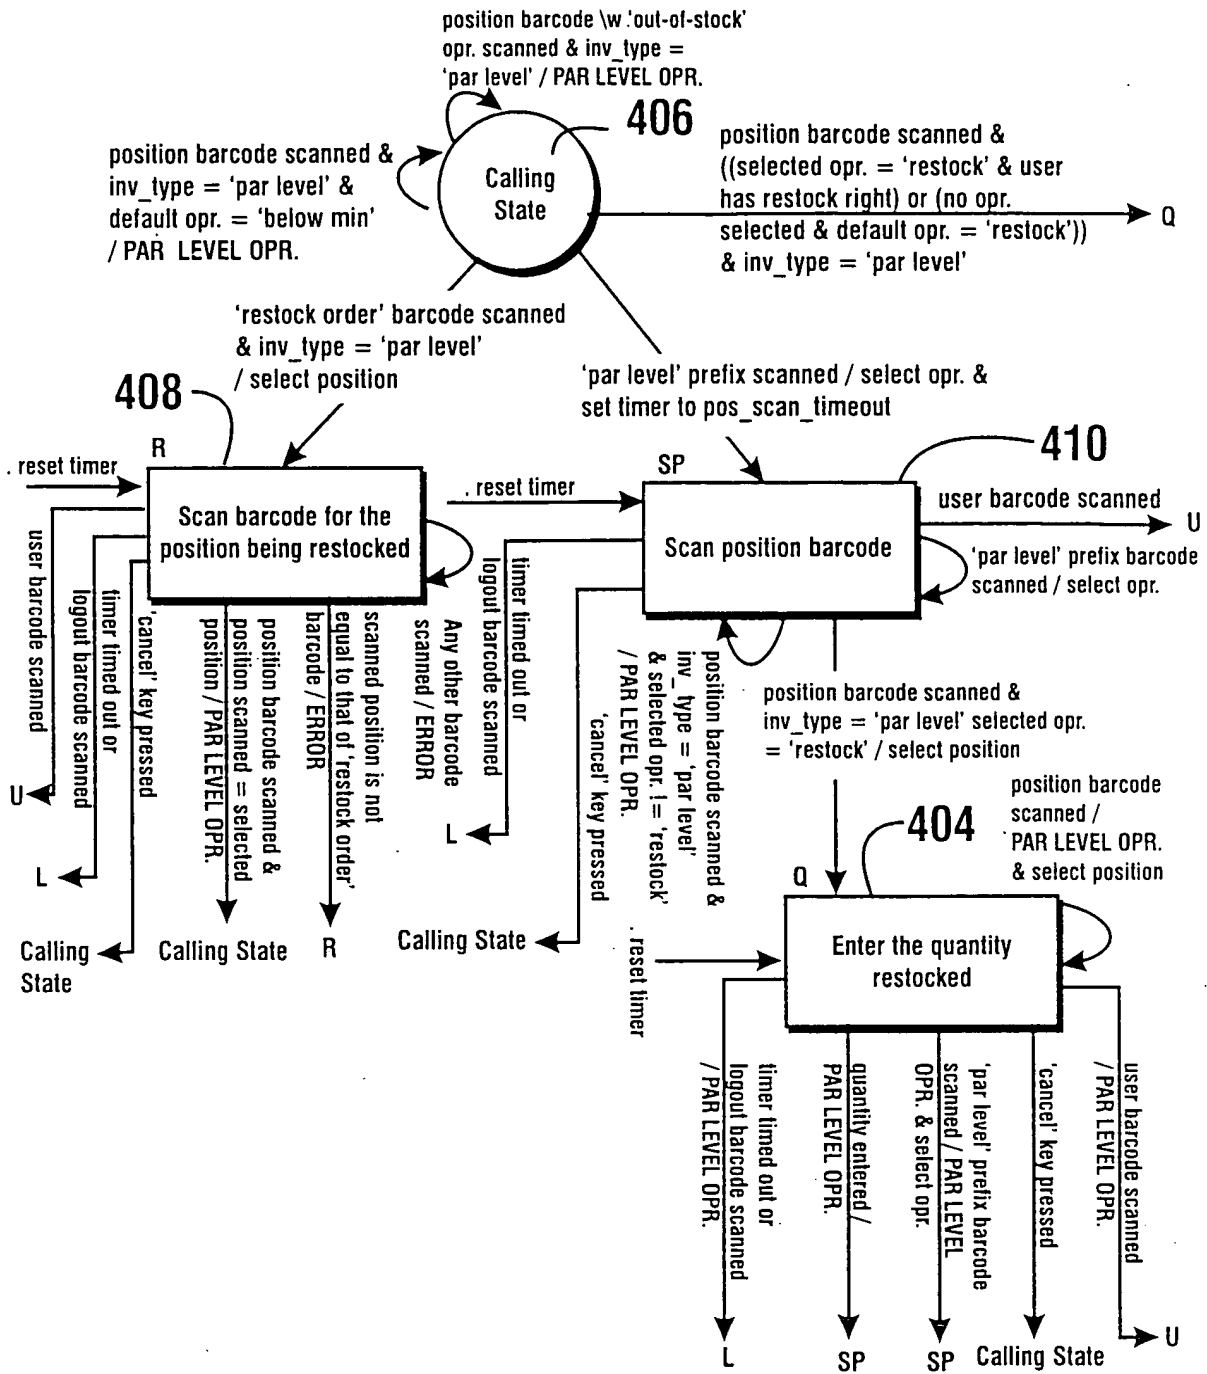 position barcode \w .'out-of-stock'
opr. scanned & inv_type =
'par level' / PAR LEVEL OPR.
406
position barcode scanned &
inv_type = 'par level' &
default opr. = 'below min'
/ PAR LEVEL OPR.
Calling
State
position barcode scanned &
((selected opr. = 'restock' & user
has restock right) or (no opr.
selected & default opr. = 'restock'))
& inv_type = 'par level'
Q
'restock order' barcode scanned
& inv_type = 'par level'
/ select position
'par level' prefix scanned / select opr. &
set timer to pos_scan_timeout
408
R
. reset timer
Scan barcode for the
position being restocked
410
SP
. reset timer
Scan position barcode
user barcode scanned
U
'par level' prefix barcode
scanned / select opr.
user barcode scanned
U
timer timed out or
logout barcode scanned
L
'cancel' key pressed
Calling
State
position barcode scanned &
position scanned = selected
position / PAR LEVEL OPR.
Calling State
scanned position is not
equal to that of 'restock order'
barcode / ERROR
R
Any other barcode
scanned / ERROR
timer timed out or
logout barcode scanned
L
'cancel' key pressed
Calling State
position barcode scanned &
inv_ type = 'par level'
& selected opr. ! = 'restock'
/ PAR LEVEL OPR.
position barcode scanned &
inv_type = 'par level' selected opr.
= 'restock' / select position
404
position barcode
scanned /
PAR LEVEL OPR.
& select position
Q
. reset timer
Enter the quantity
restocked
timer timed out or
logout barcode scanned
/ PAR LEVEL OPR.
L
quantity entered /
PAR LEVEL OPR.
SP
'par level' prefix barcode
scanned / PAR LEVEL
OPR. & select opr.
SP
'cancel' key pressed
Calling State
user barcode scanned
/ PAR LEVEL OPR.
U